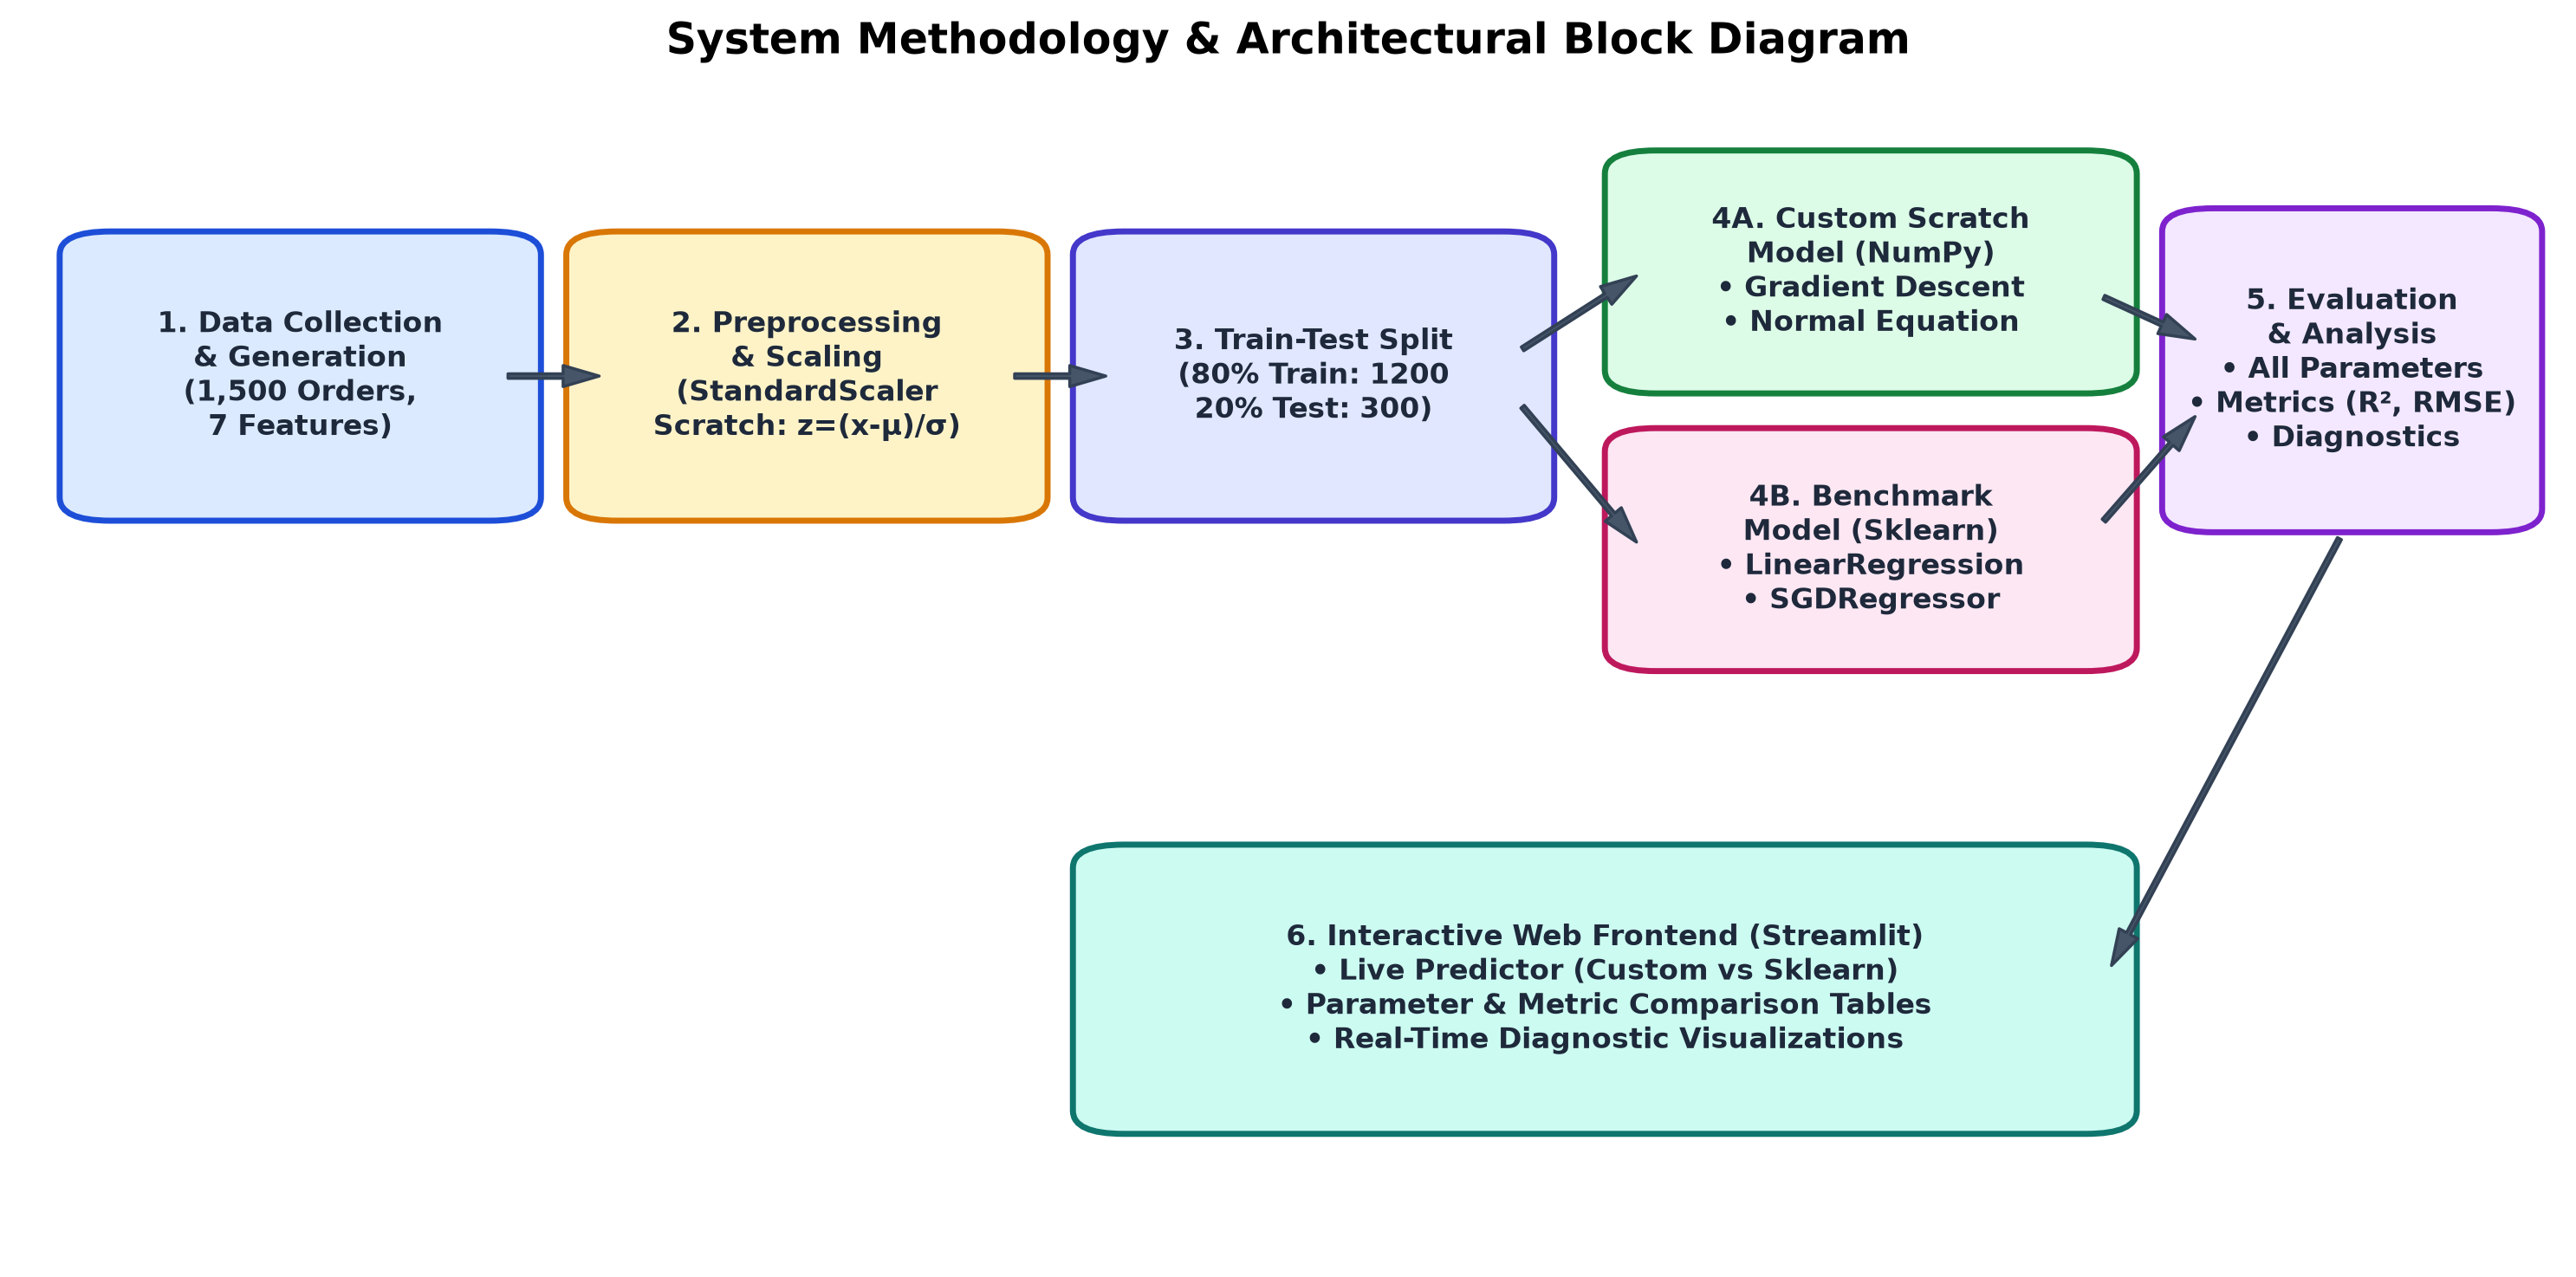 System Methodology & Architectural Block Diagram
1. Data Collection
& Generation
(1,500 Orders,
7 Features)
2. Preprocessing
& Scaling
(StandardScaler
Scratch: z=(x-μ)/σ)
3. Train-Test Split
(80% Train: 1200
20% Test: 300)
4A. Custom Scratch
Model (NumPy)
• Gradient Descent
• Normal Equation
4B. Benchmark
Model (Sklearn)
• LinearRegression
• SGDRegressor
5. Evaluation
& Analysis
• All Parameters
• Metrics (R², RMSE)
• Diagnostics
6. Interactive Web Frontend (Streamlit)
• Live Predictor (Custom vs Sklearn)
• Parameter & Metric Comparison Tables
• Real-Time Diagnostic Visualizations